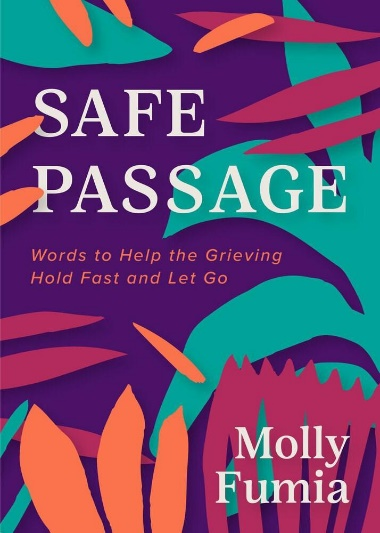 SAFE
PASSAGE
Words to Help the Grieving
Hold Fast and Let Go
Molly
Fumia